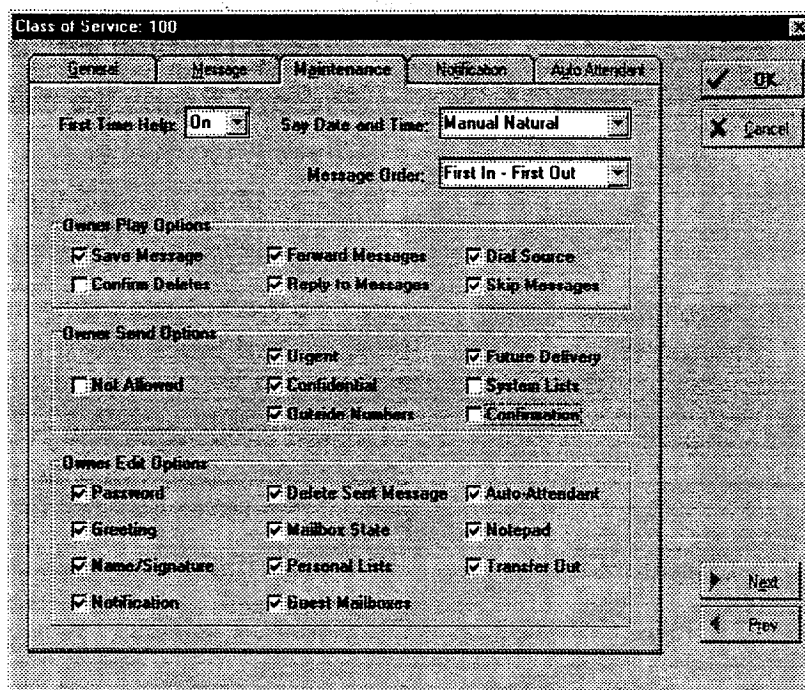 Class of Service: 100
General Message Maintenance Notification Auto Attendant
OK
Cancel
First Time Help: On Say Date and Time: Manual Natural
Message Order: First In - First Out
Owner Play Options
Save Message Forward Messages Dial Source
Confirm Deletes Reply to Messages Skip Messages
Owner Send Options
Urgent Future Delivery
Not Allowed Confidential System Lists
Outside Numbers Confirmation
Owner Edit Options
Password Delete Sent Message Auto-Attendant
Greeting Mailbox State Notepad
Name/Signature Personal Lists Transfer Out
Notification Guest Mailboxes
Next
Prev